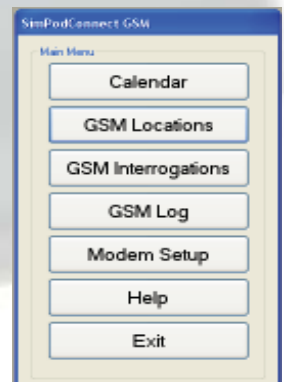 SimPodConnect GSM
Main Menu
Calendar
GSM Locations
GSM Interrogations
GSM Log
Modem Setup
Help
Exit